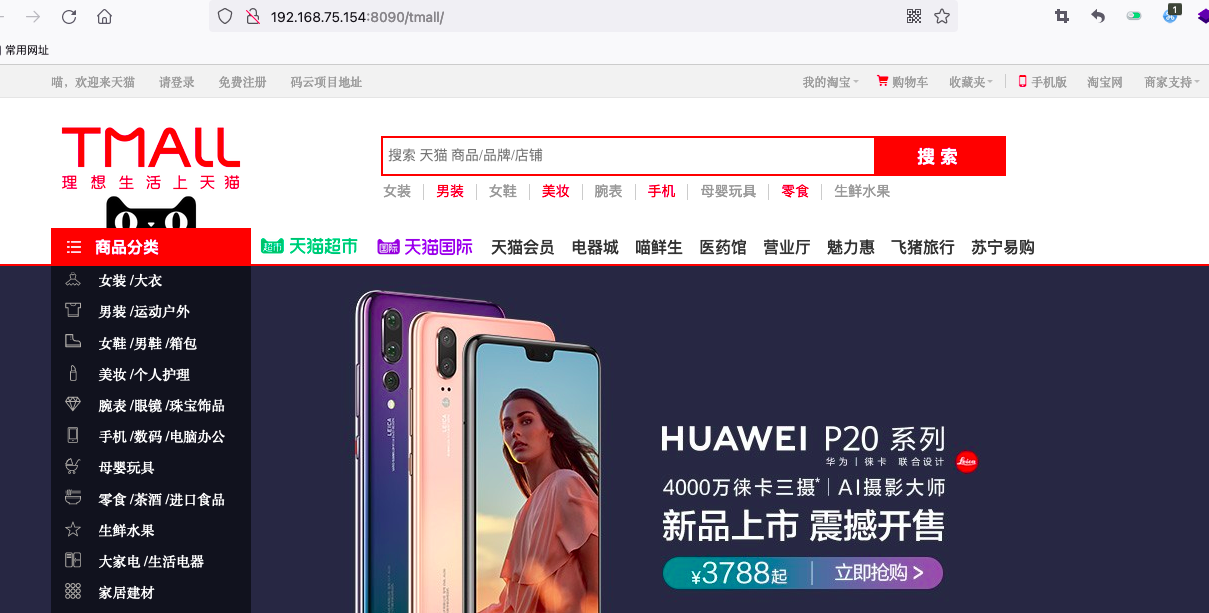 192.168.75.154:8090/tmall/
1
常用网址
喵，欢迎来天猫 请登录 免费注册 码云项目地址 我的淘宝 购物车 收藏夹 手机版 淘宝网 商家支持
TMALL
理想生活上天猫
搜索 天猫 商品/品牌/店铺 搜 索
女装 男装 女鞋 美妆 腕表 手机 母婴玩具 零食 生鲜水果
商品分类 超市 天猫超市 国际 天猫国际 天猫会员 电器城 喵鲜生 医药馆 营业厅 魅力惠 飞猪旅行 苏宁易购
女装 /大衣
男装 /运动户外
女鞋 /男鞋 /箱包
美妆 /个人护理
腕表 /眼镜 /珠宝饰品
手机 /数码 /电脑办公
母婴玩具
零食 /茶酒 /进口食品
生鲜水果
大家电 /生活电器
家居建材
LEICA
HUAWEI P20 系列
华为 | 徕卡 联合设计
Leica
4000万徕卡三摄* | AI摄影大师
新品上市 震撼开售
¥3788起 | 立即抢购 >